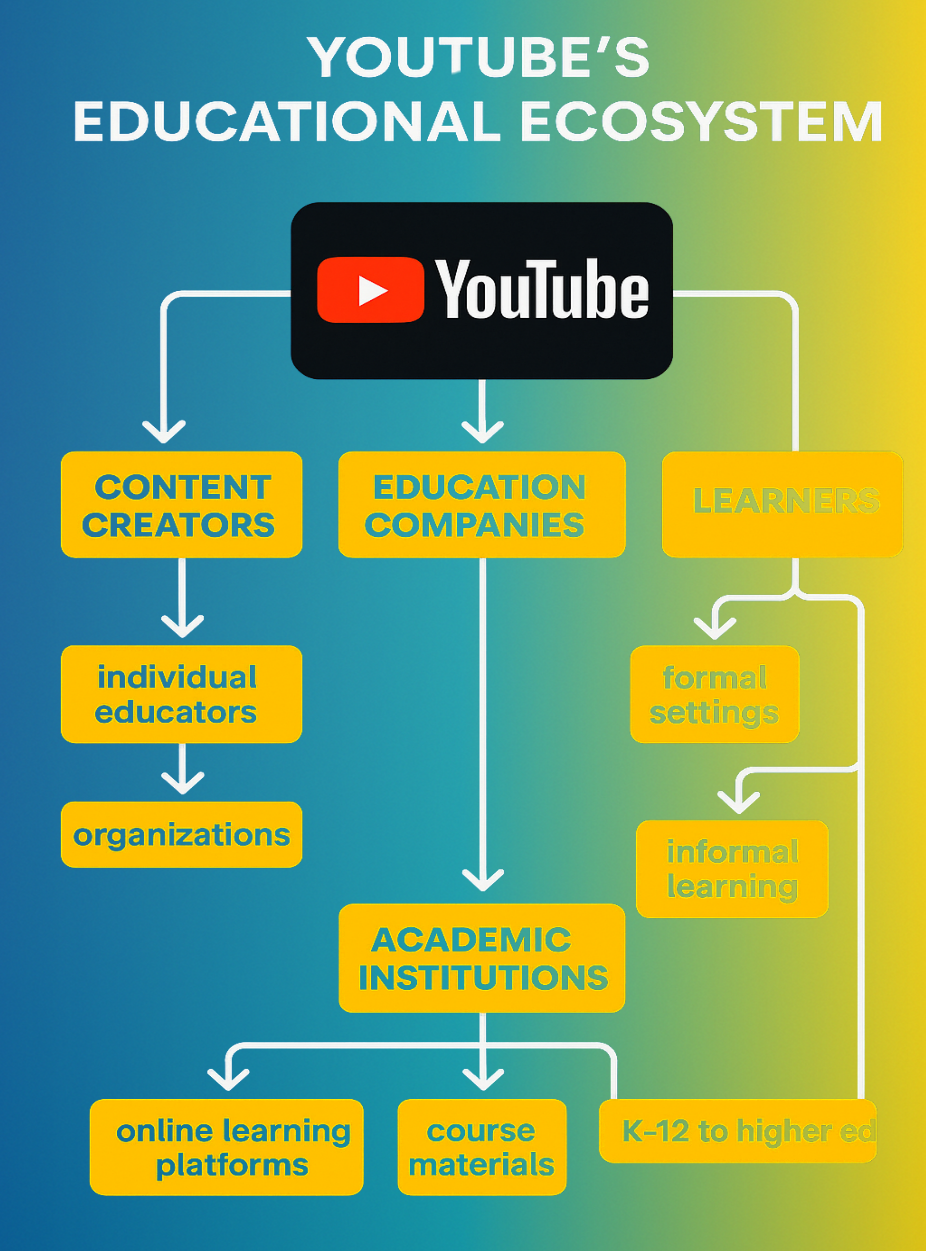 YOUTUBE’S
EDUCATIONAL ECOSYSTEM
YouTube
CONTENT
CREATORS
EDUCATION
COMPANIES
LEARNERS
individual
educators
formal
settings
organizations
informal
learning
ACADEMIC
INSTITUTIONS
online learning
platforms
course
materials
K–12 to higher ed